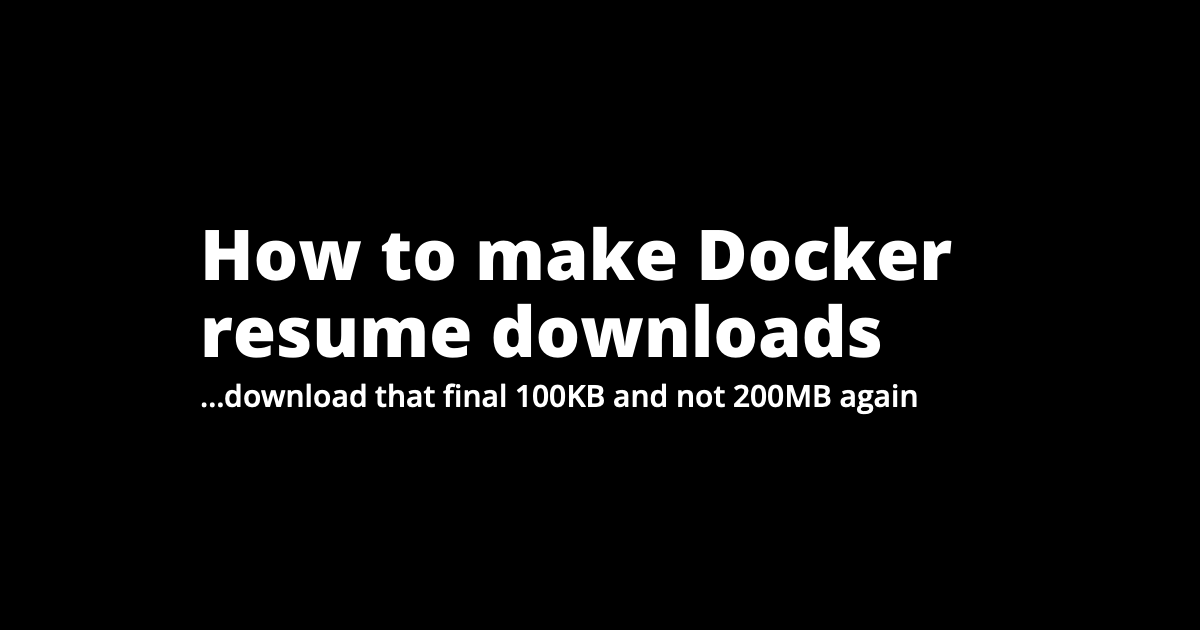 How to make Docker
resume downloads
...download that final 100KB and not 200MB again